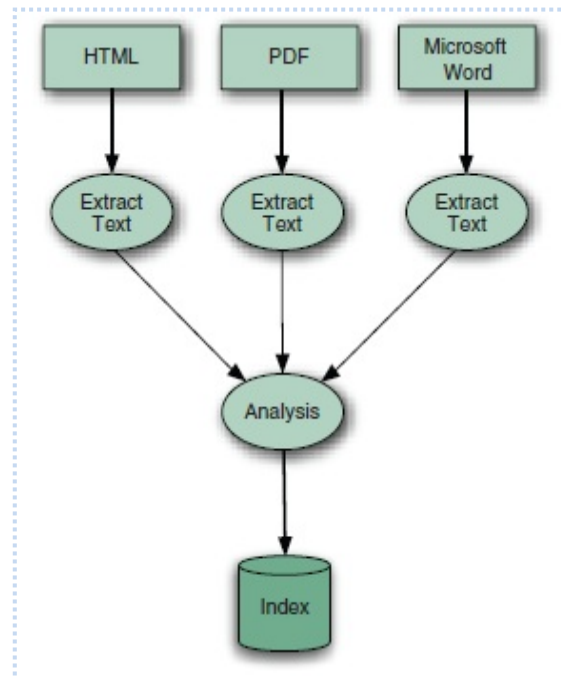 HTML
PDF
Microsoft
Word
Extract
Text
Extract
Text
Extract
Text
Analysis
Index